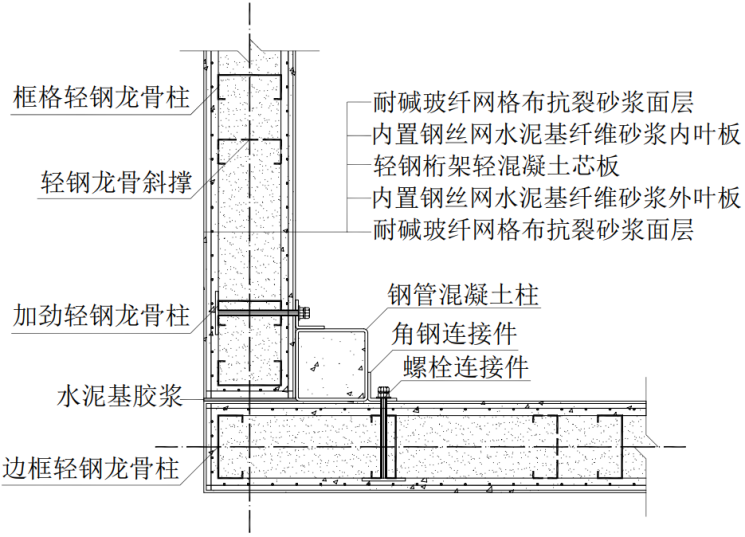 框格轻钢龙骨柱
耐碱玻纤网格布抗裂砂浆面层
内置钢丝网水泥基纤维砂浆内叶板
轻钢龙骨斜撑
轻钢桁架轻混凝土芯板
内置钢丝网水泥基纤维砂浆外叶板
耐碱玻纤网格布抗裂砂浆面层
加劲轻钢龙骨柱
钢管混凝土柱
角钢连接件
螺栓连接件
水泥基胶浆
边框轻钢龙骨柱